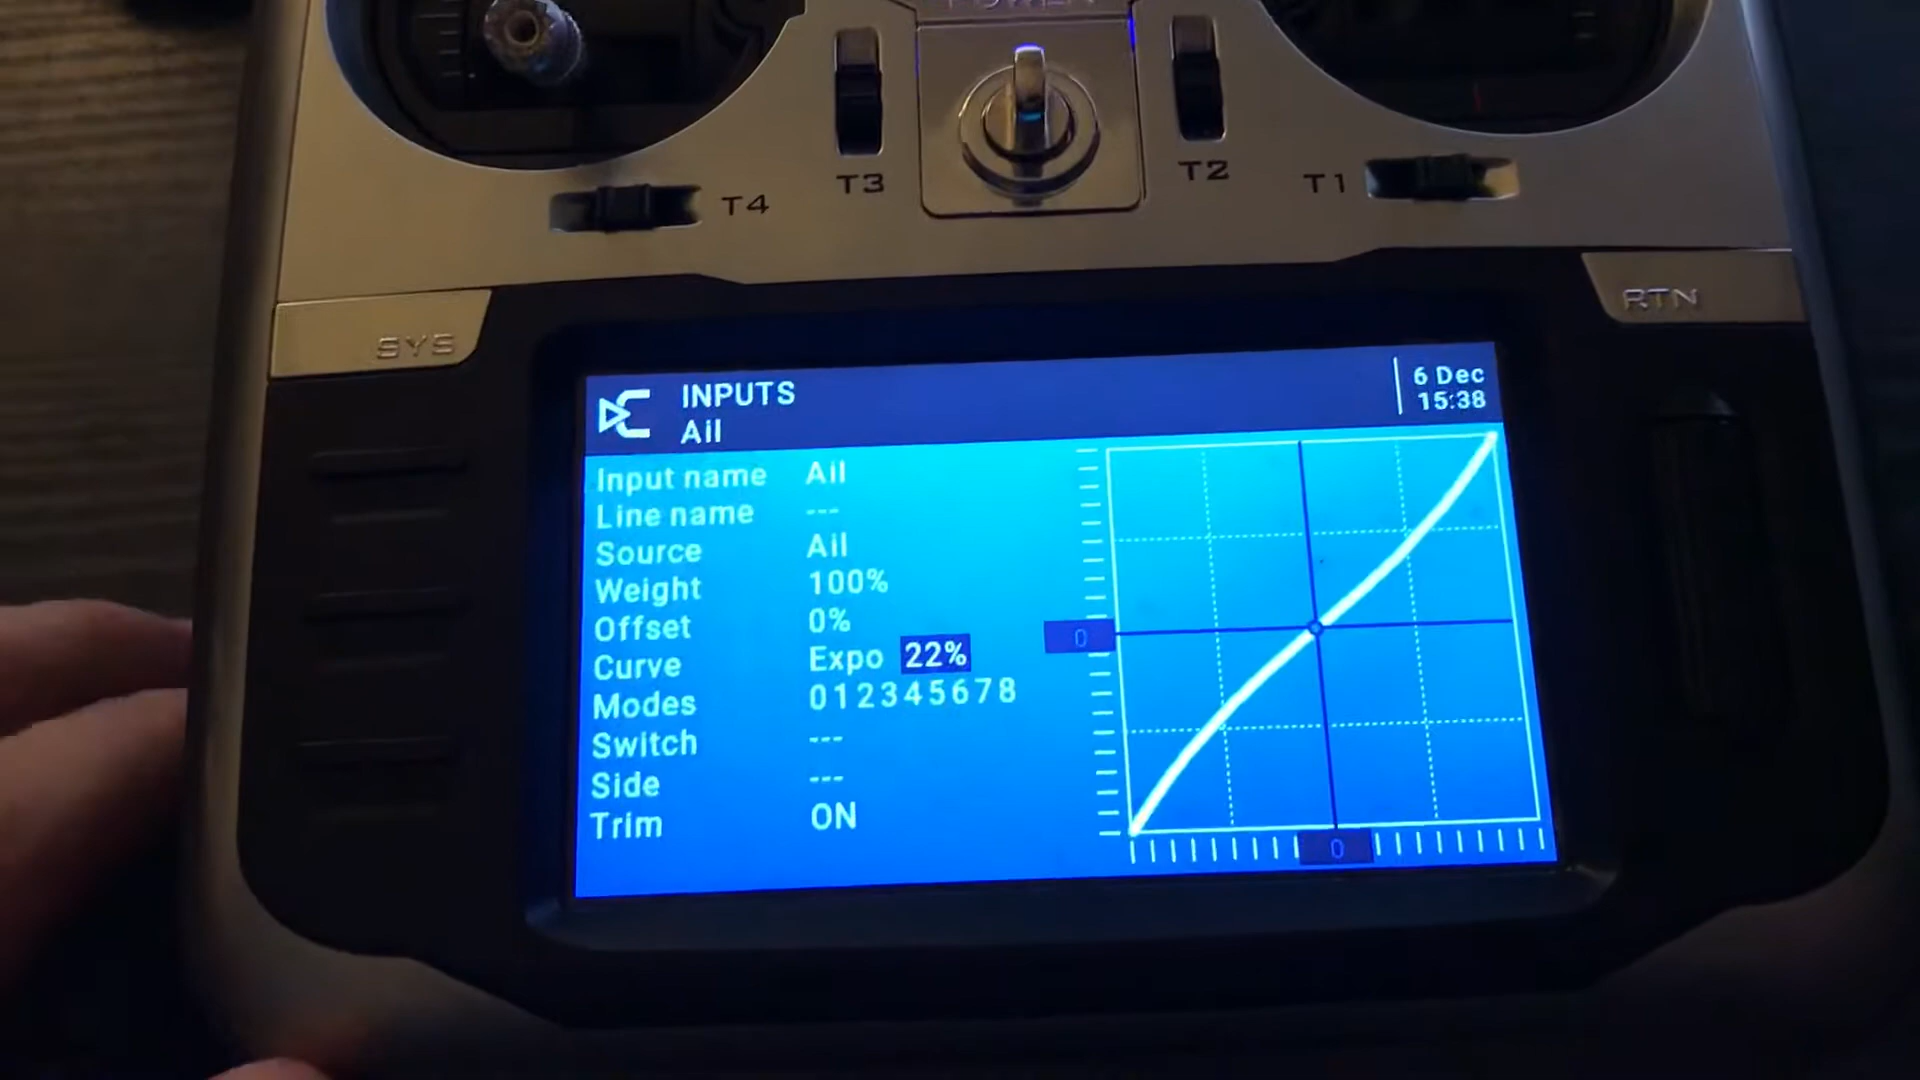 POWER
T3
T2
T4
T1
SYS
RTN
INPUTS
Ail
6 Dec
15:38
Input name Ail
Line name ---
Source Ail
Weight 100%
Offset 0%
Curve Expo 22%
Modes 012345678
Switch ---
Side ---
Trim ON
0
0